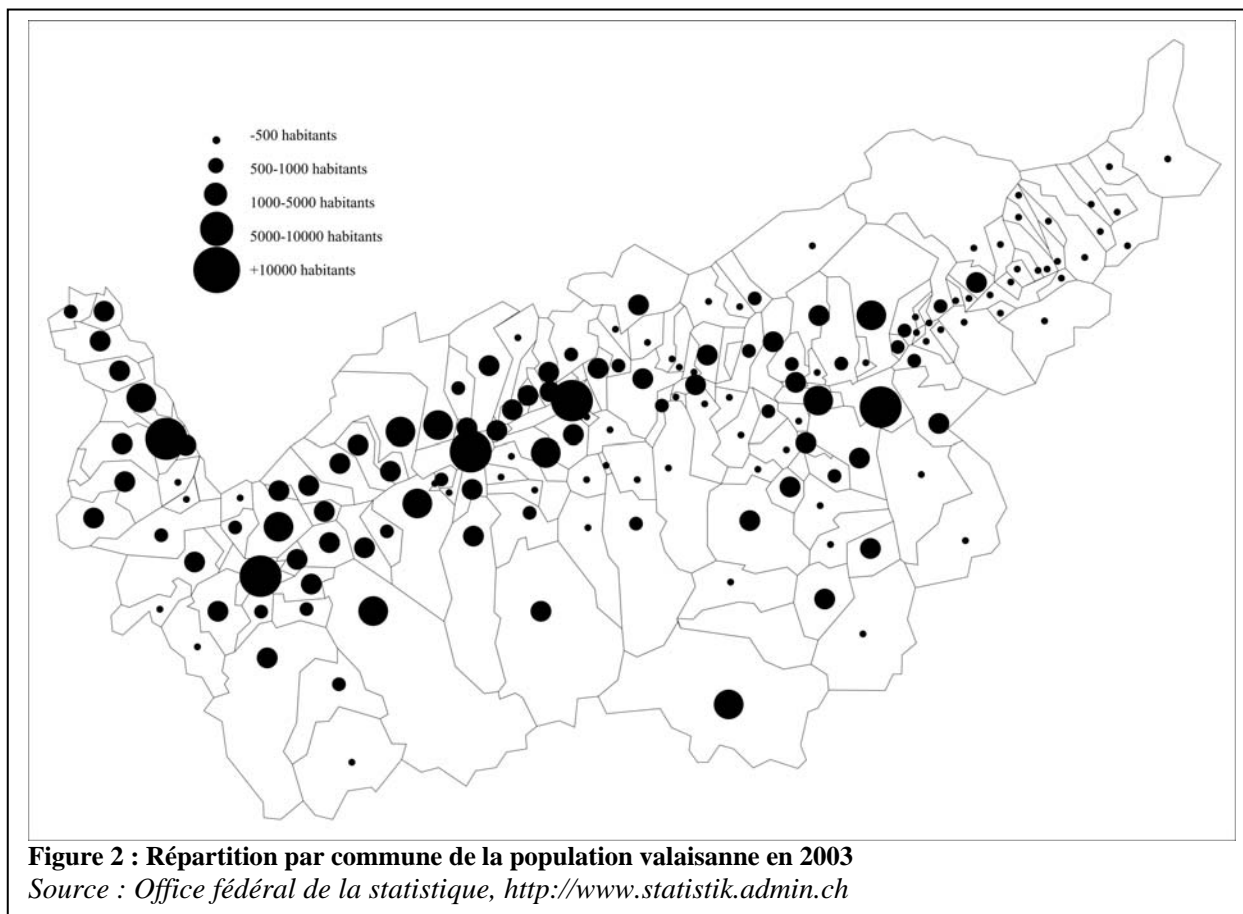 -500 habitants
500-1000 habitants
1000-5000 habitants
5000-10000 habitants
+10000 habitants
Figure 2 : Répartition par commune de la population valaisanne en 2003
Source : Office fédéral de la statistique, http://www.statistik.admin.ch